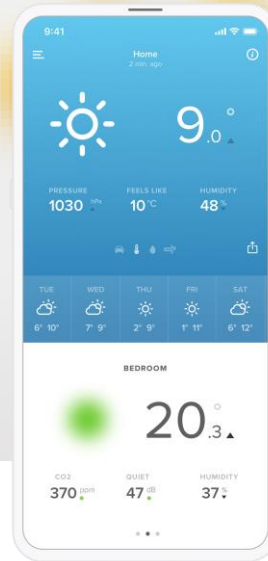 9:41
Home
2 min. ago
9.0°
PRESSURE FEELS LIKE HUMIDITY
1030 hPa 10 °C 48 %
TUE WED THU FRI SAT
6° 10° 7° 9° 2° 9° 1° 11° 6° 12°
BEDROOM
20.3°
CO2 QUIET HUMIDITY
370 ppm 47 dB 37 %